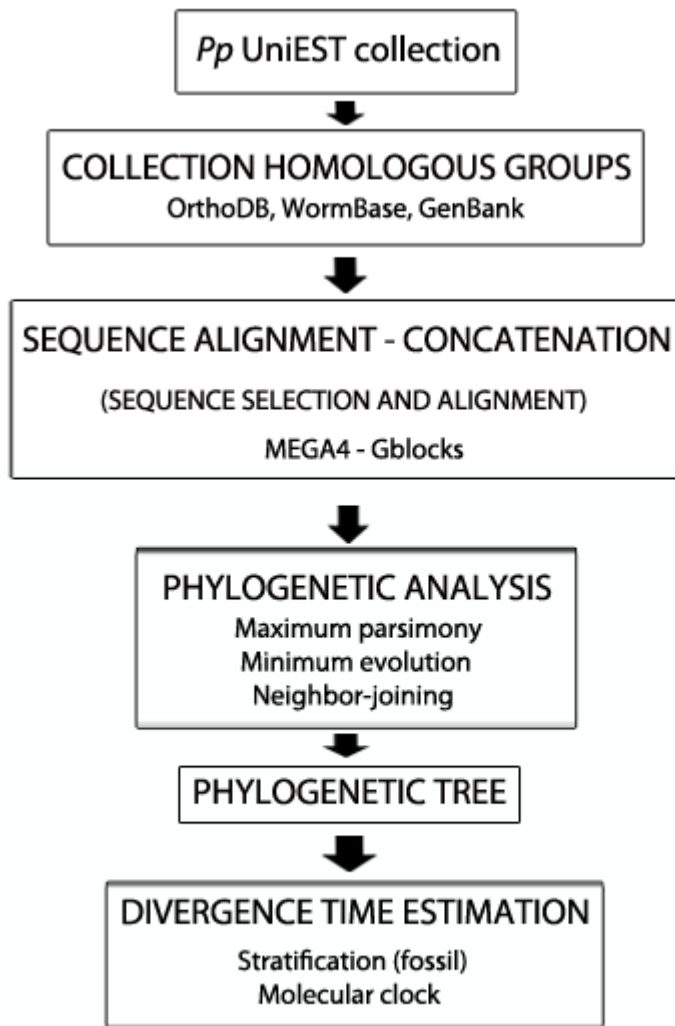 Pp UniEST collection
COLLECTION HOMOLOGOUS GROUPS
OrthoDB, WormBase, GenBank
SEQUENCE ALIGNMENT - CONCATENATION
(SEQUENCE SELECTION AND ALIGNMENT)
MEGA4 - Gblocks
PHYLOGENETIC ANALYSIS
Maximum parsimony
Minimum evolution
Neighbor-joining
PHYLOGENETIC TREE
DIVERGENCE TIME ESTIMATION
Stratification (fossil)
Molecular clock